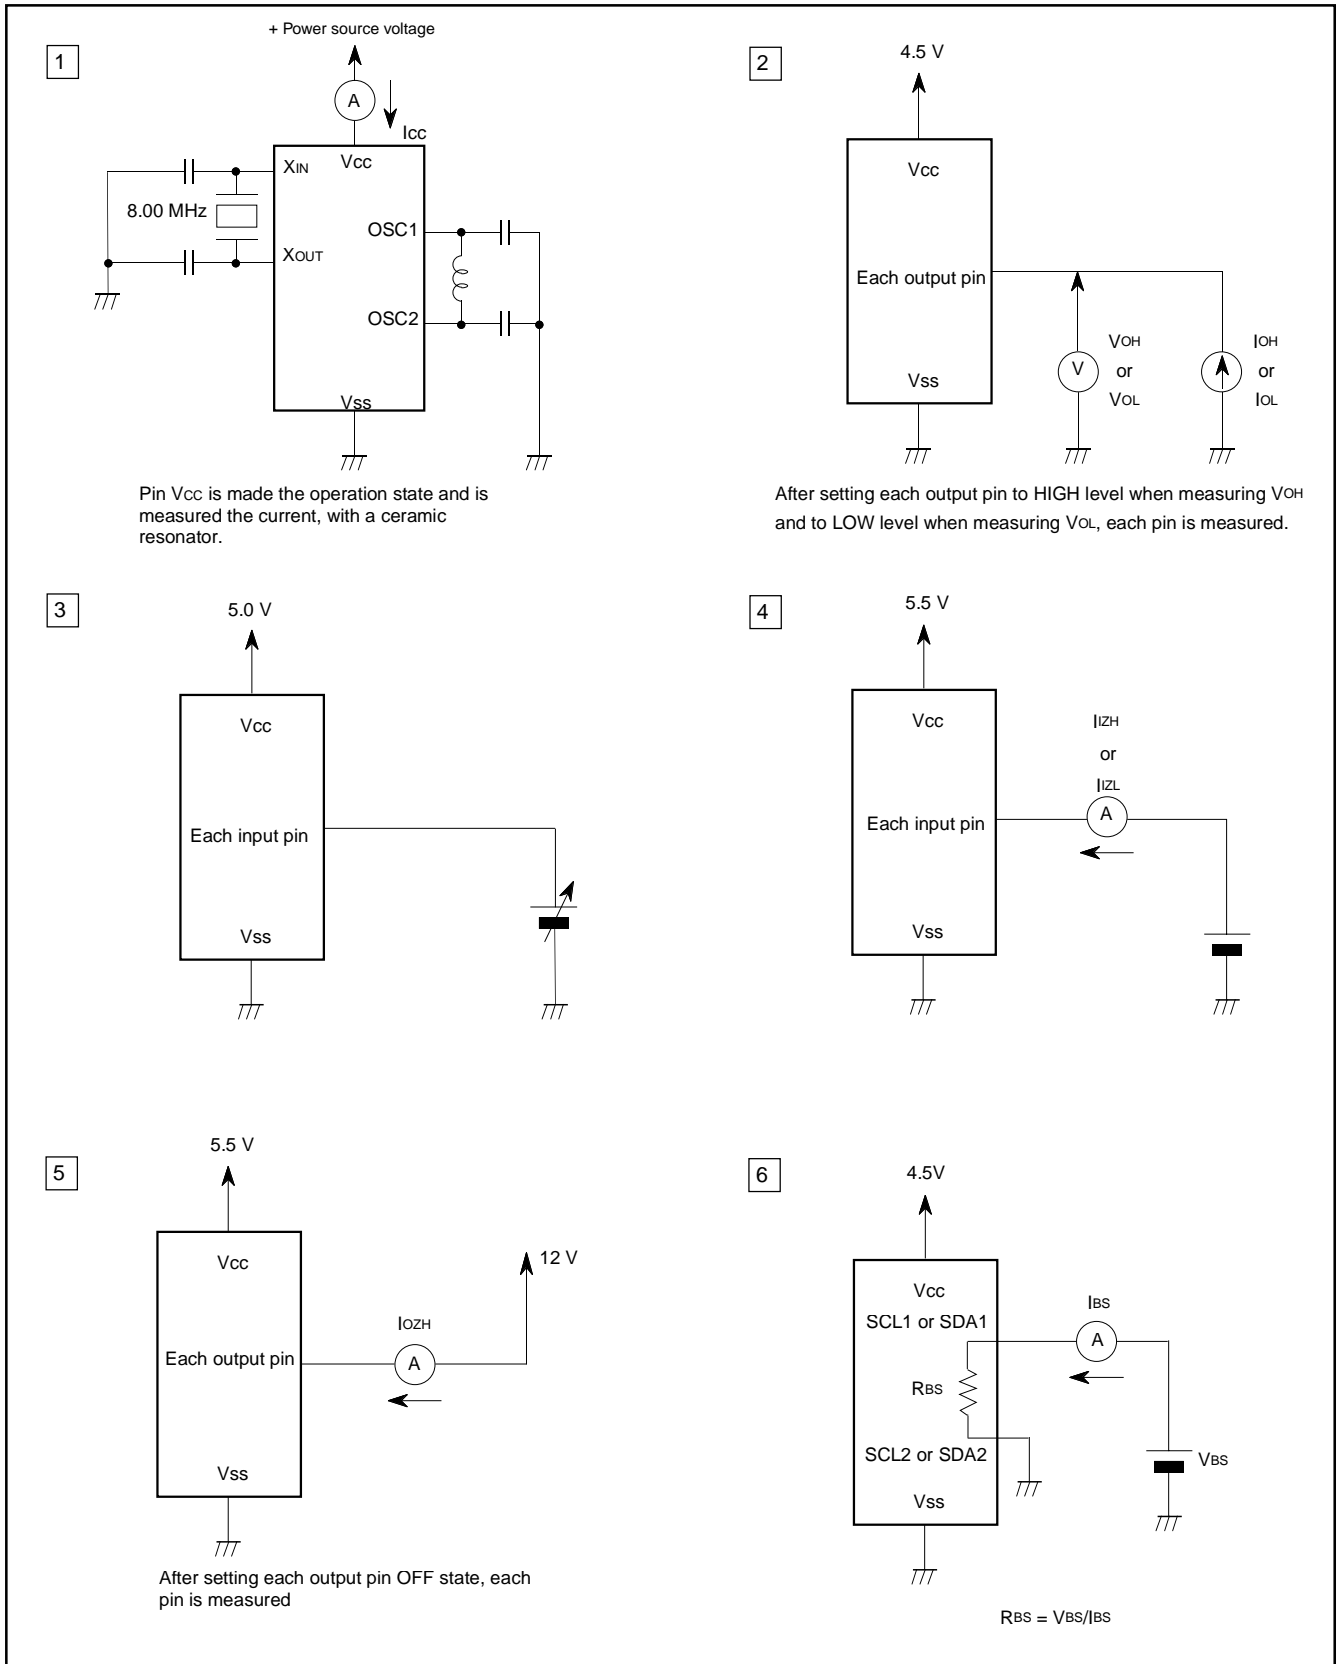 1
+ Power source voltage
A
Icc
XIN
Vcc
8.00 MHz
OSC1
XOUT
OSC2
Vss
Pin VCC is made the operation state and is
measured the current, with a ceramic
resonator.
2
4.5 V
Vcc
Each output pin
VOH
or
VOL
V
IOH
or
IOL
Vss
After setting each output pin to HIGH level when measuring VOH
and to LOW level when measuring VOL, each pin is measured.
3
5.0 V
Vcc
Each input pin
Vss
4
5.5 V
Vcc
IIZH
or
IIZL
Each input pin
A
Vss
5
5.5 V
Vcc
12 V
IOZH
Each output pin
A
Vss
After setting each output pin OFF state, each
pin is measured
6
4.5V
Vcc
IBS
SCL1 or SDA1
A
RBS
SCL2 or SDA2
VBS
Vss
RBS = VBS/IBS